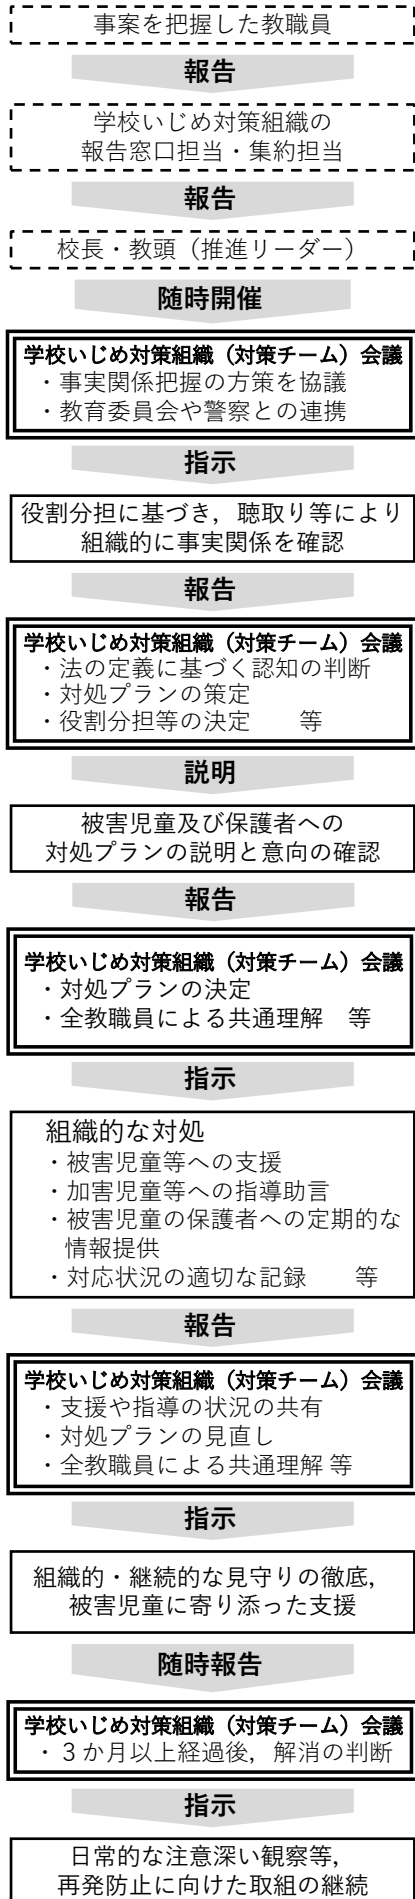 事案を把握した教職員
報告
学校いじめ対策組織の
報告窓口担当・集約担当
報告
校長・教頭（推進リーダー）
随時開催
学校いじめ対策組織（対策チーム）会議
・事実関係把握の方策を協議
・教育委員会や警察との連携
指示
役割分担に基づき，聴取り等により
組織的に事実関係を確認
報告
学校いじめ対策組織（対策チーム）会議
・法の定義に基づく認知の判断
・対処プランの策定
・役割分担等の決定　　等
説明
被害児童及び保護者への
対処プランの説明と意向の確認
報告
学校いじめ対策組織（対策チーム）会議
・対処プランの決定
・全教職員による共通理解　等
指示
組織的な対処
・被害児童等への支援
・加害児童等への指導助言
・被害児童の保護者への定期的な
情報提供
・対応状況の適切な記録　　等
報告
学校いじめ対策組織（対策チーム）会議
・支援や指導の状況の共有
・対処プランの見直し
・全教職員による共通理解 等
指示
組織的・継続的な見守りの徹底，
被害児童に寄り添った支援
随時報告
学校いじめ対策組織（対策チーム）会議
・３か月以上経過後，解消の判断
指示
日常的な注意深い観察等，
再発防止に向けた取組の継続